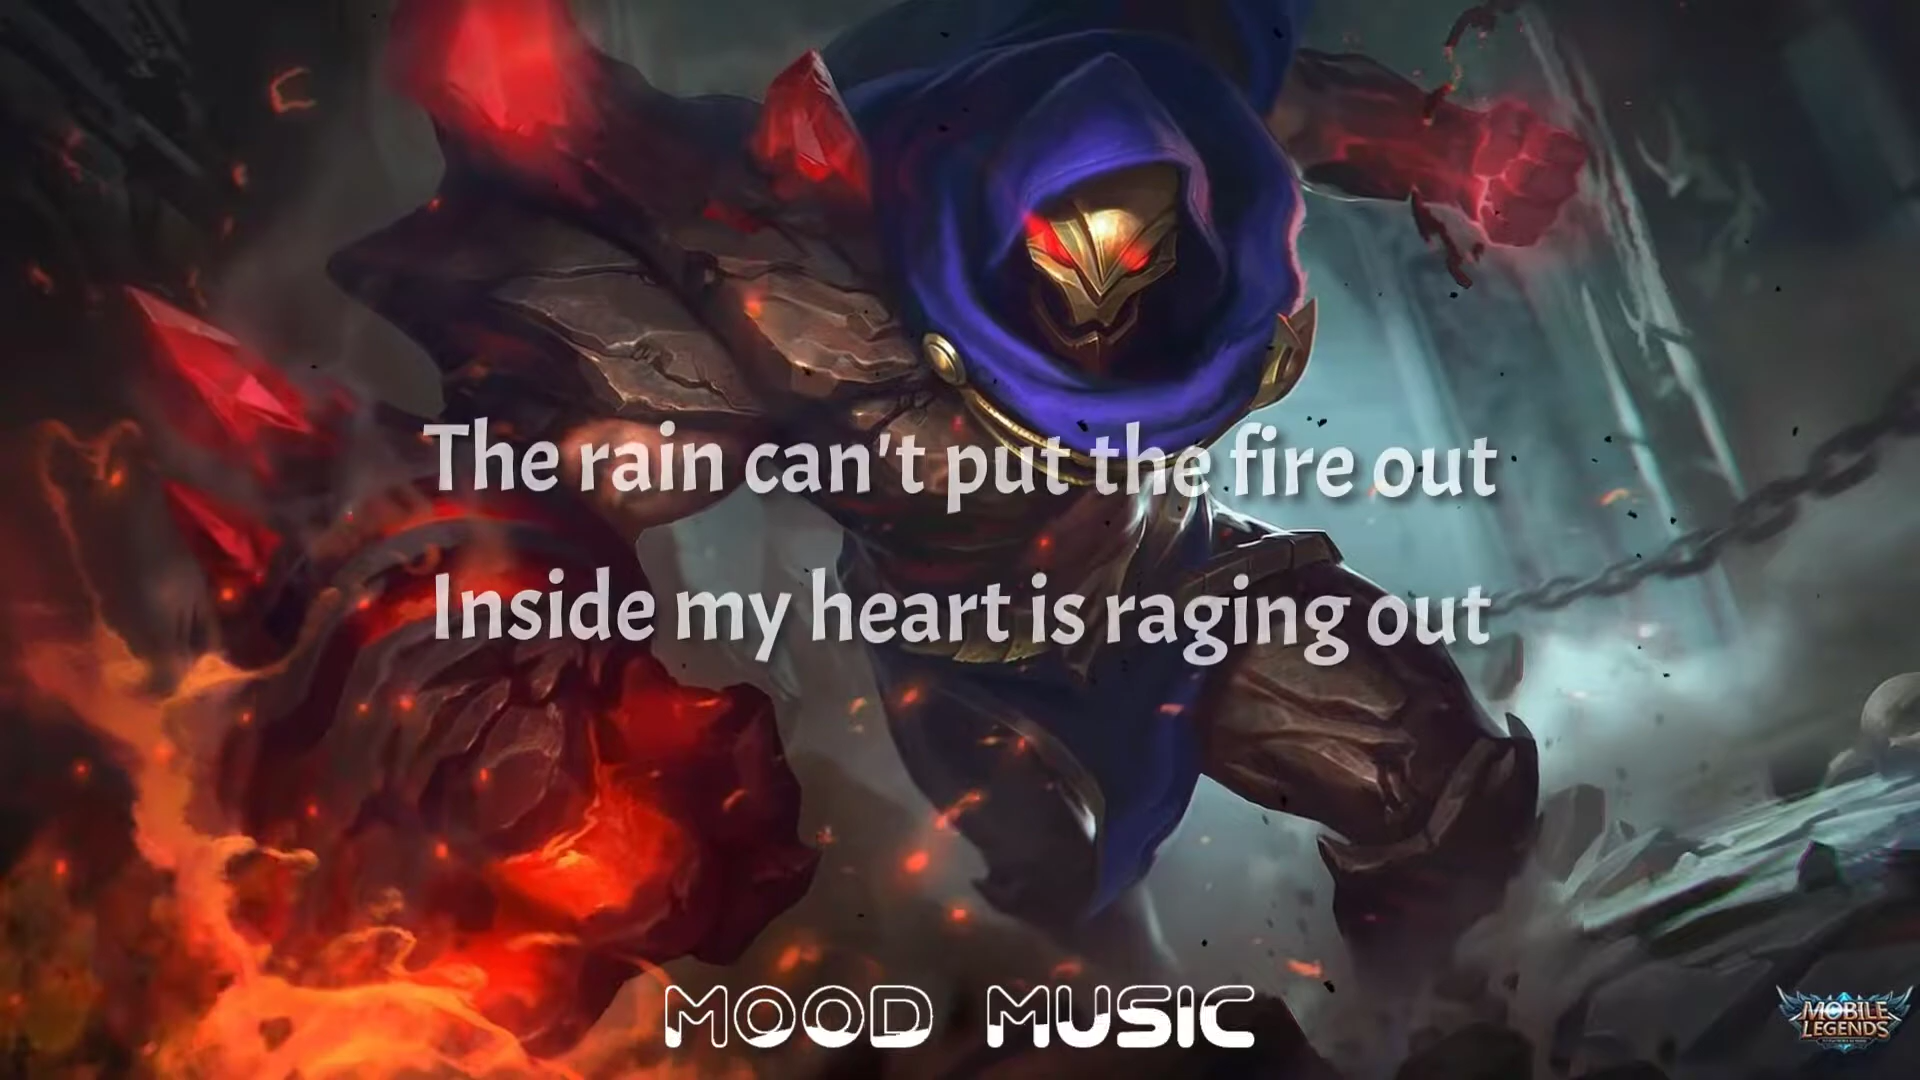 The rain can't put the fire out
Inside my heart is raging out
MOOD MUSIC
MOBILE
LEGENDS